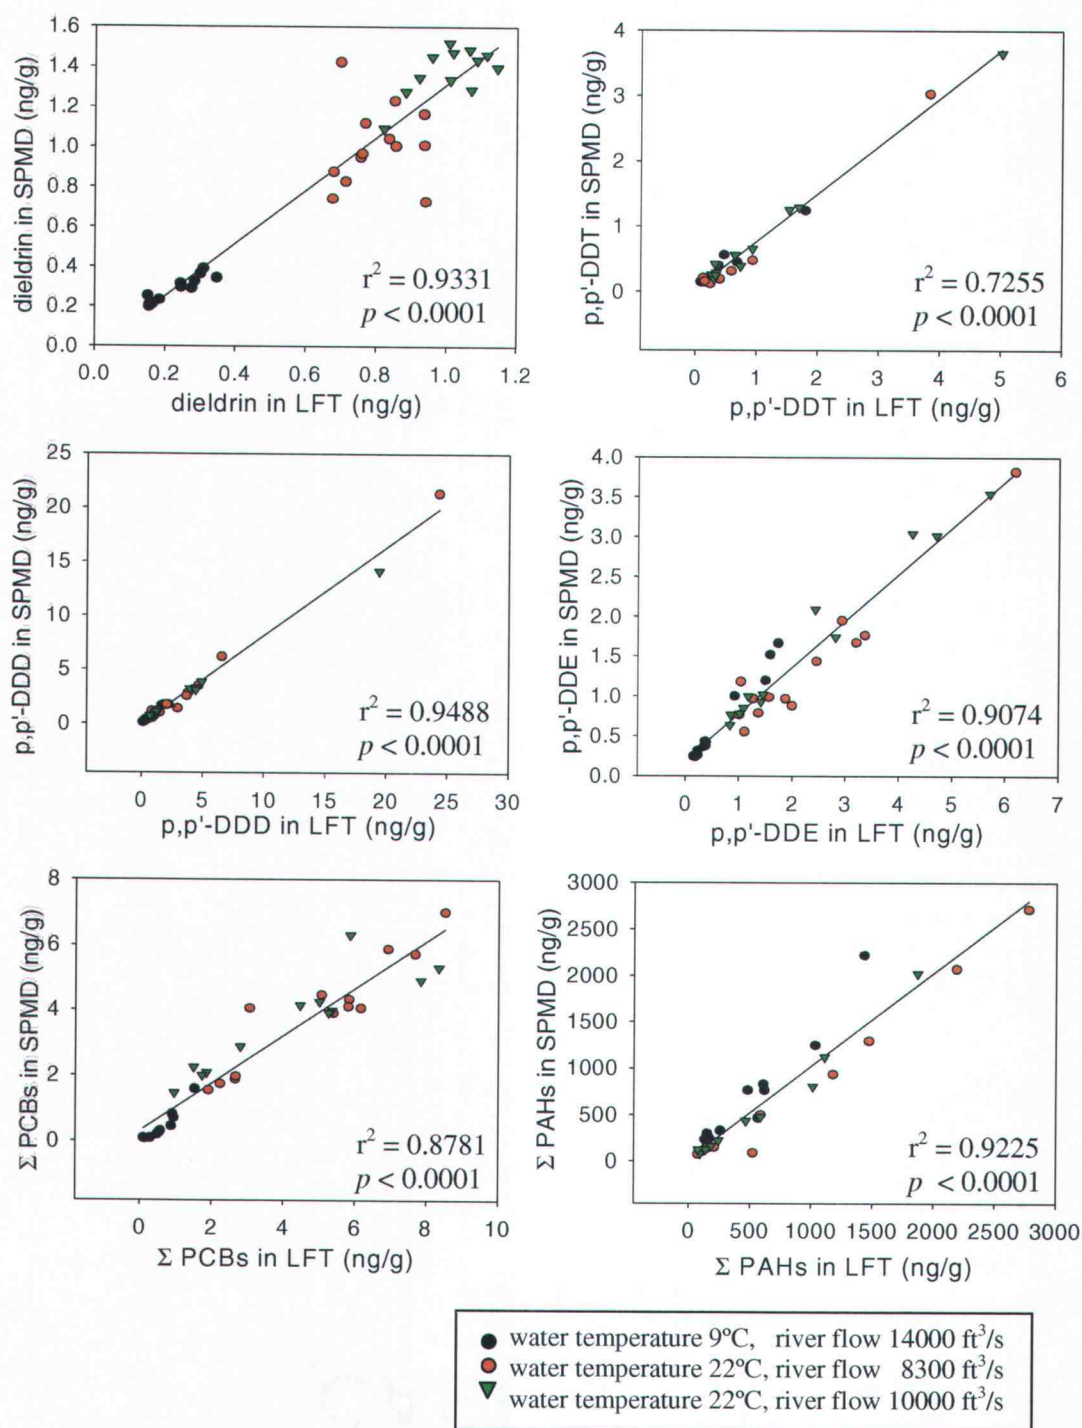 1.6
1.4
1.2
1.0
0.8
0.6
0.4
0.2
0.0
dieldrin in SPMD (ng/g)
r² = 0.9331
p < 0.0001
0.0 0.2 0.4 0.6 0.8 1.0 1.2
dieldrin in LFT (ng/g)
4
3
2
1
0
p,p'-DDT in SPMD (ng/g)
r² = 0.7255
p < 0.0001
0 1 2 3 4 5 6
p,p'-DDT in LFT (ng/g)
25
20
15
10
5
0
p,p'-DDD in SPMD (ng/g)
r² = 0.9488
p < 0.0001
0 5 10 15 20 25 30
p,p'-DDD in LFT (ng/g)
4.0
3.5
3.0
2.5
2.0
1.5
1.0
0.5
0.0
p,p'-DDE in SPMD (ng/g)
r² = 0.9074
p < 0.0001
0 1 2 3 4 5 6 7
p,p'-DDE in LFT (ng/g)
8
6
4
2
0
Σ PCBs in SPMD (ng/g)
r² = 0.8781
p < 0.0001
0 2 4 6 8 10
Σ PCBs in LFT (ng/g)
3000
2500
2000
1500
1000
500
0
Σ PAHs in SPMD (ng/g)
r² = 0.9225
p < 0.0001
0 500 1000 1500 2000 2500 3000
Σ PAHs in LFT (ng/g)
water temperature 9ºC, river flow 14000 ft³/s
water temperature 22ºC, river flow 8300 ft³/s
water temperature 22ºC, river flow 10000 ft³/s